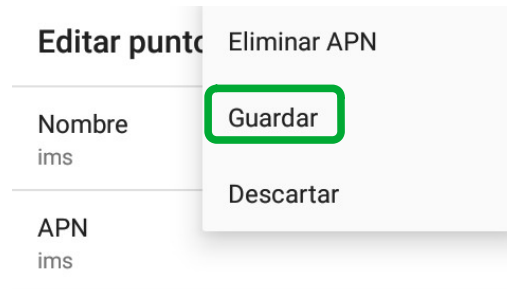 Editar punto
Eliminar APN
Nombre
ims
Guardar
Descartar
APN
ims